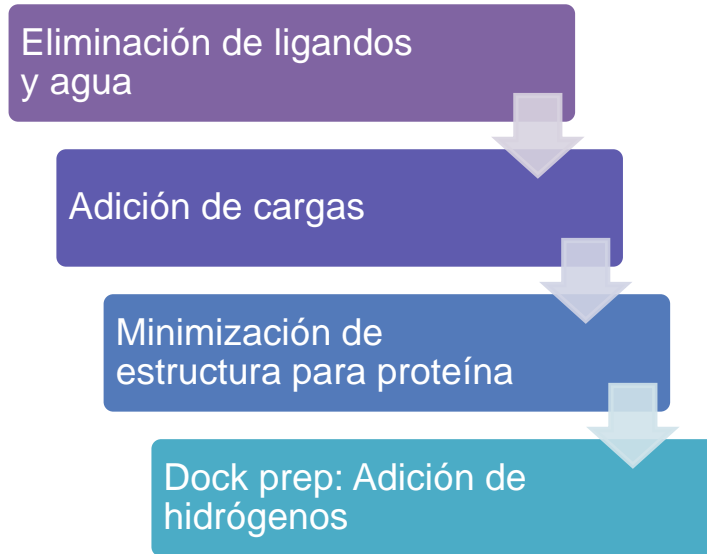 Eliminación de ligandos
y agua
Adición de cargas
Minimización de
estructura para proteína
Dock prep: Adición de
hidrógenos